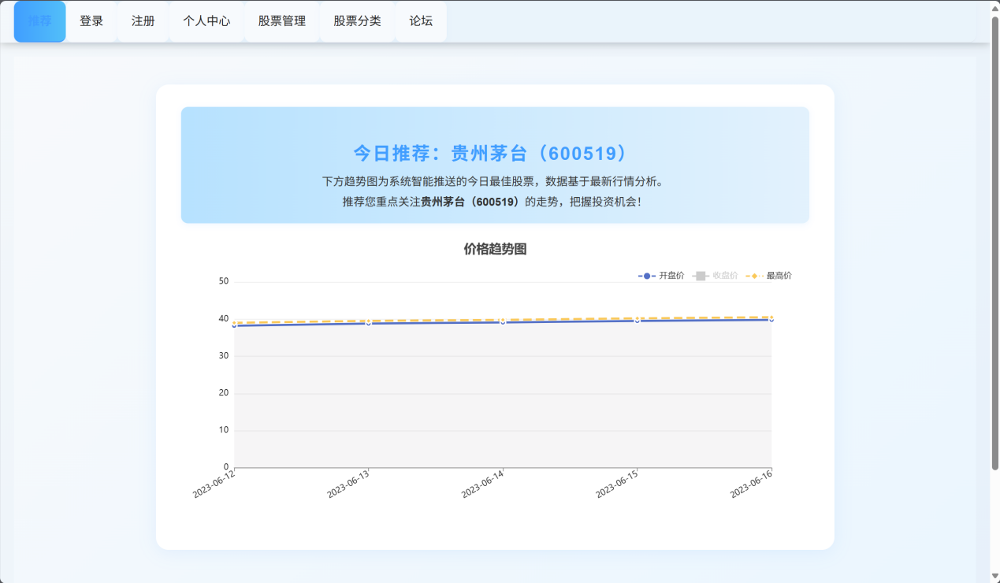 推荐 登录 注册 个人中心 股票管理 股票分类 论坛
今日推荐：贵州茅台（600519）
下方趋势图为系统智能推送的今日最佳股票，数据基于最新行情分析。
推荐您重点关注贵州茅台（600519）的走势，把握投资机会！
价格趋势图
开盘价 收盘价 最高价
50
40
30
20
10
0
2023-06-12 2023-06-13 2023-06-14 2023-06-15 2023-06-16